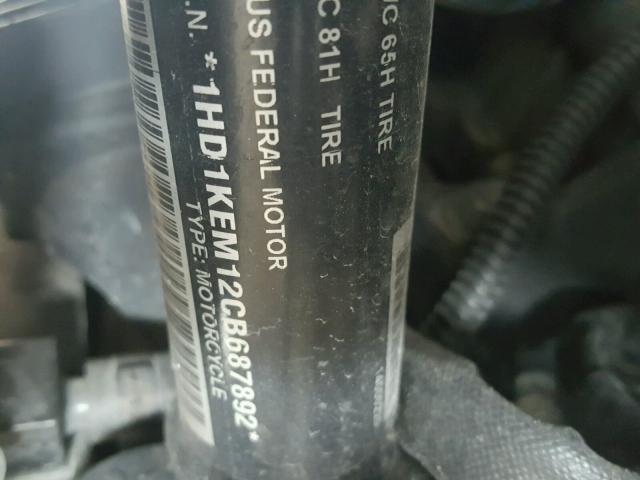 .N. *1HD1KEM12CB687892*
TYPE: MOTORCYCLE
US FEDERAL MOTOR
C 81H TIRE
C 65H TIRE